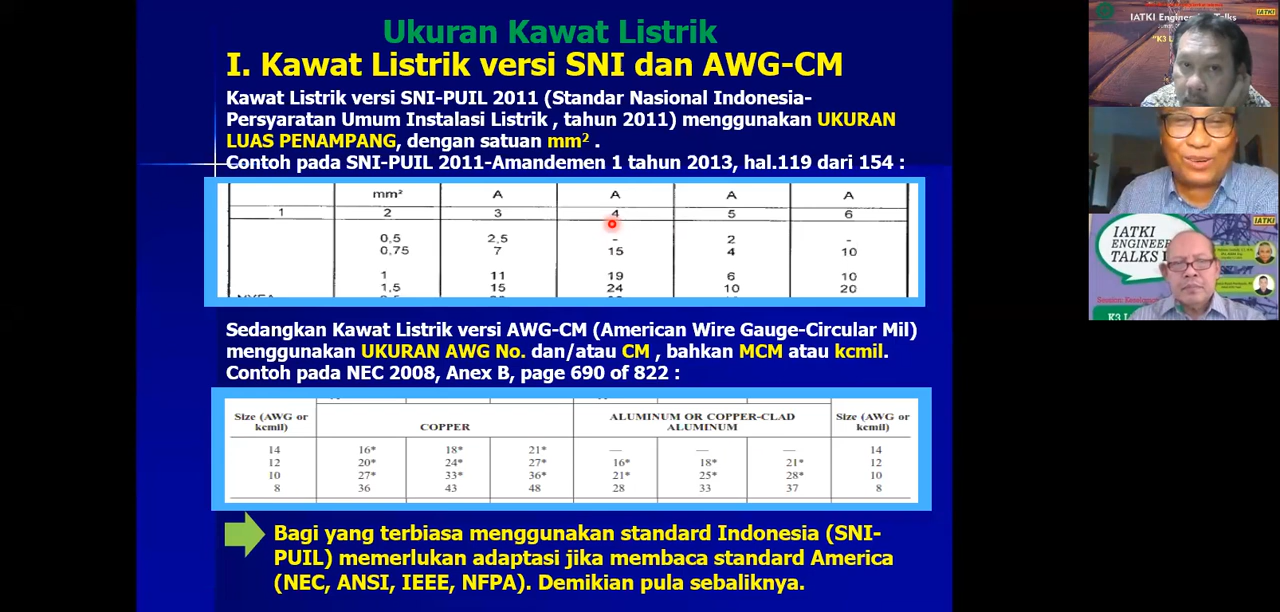 Ukuran Kawat Listrik
I. Kawat Listrik versi SNI dan AWG-CM
Kawat Listrik versi SNI-PUIL 2011 (Standar Nasional Indonesia-
Persyaratan Umum Instalasi Listrik , tahun 2011) menggunakan UKURAN
LUAS PENAMPANG, dengan satuan mm² .
Contoh pada SNI-PUIL 2011-Amandemen 1 tahun 2013, hal.119 dari 154 :
mm² A A A A
1 2 3 4 5 6
0,5 2,5 - 2 -
0,75 7 15 4 10
1 11 19 6 10
1,5 15 24 10 20
Sedangkan Kawat Listrik versi AWG-CM (American Wire Gauge-Circular Mil)
menggunakan UKURAN AWG No. dan/atau CM , bahkan MCM atau kcmil.
Contoh pada NEC 2008, Anex B, page 690 of 822 :
Size (AWG or kcmil) COPPER ALUMINUM OR COPPER-CLAD ALUMINUM Size (AWG or kcmil)
14 16* 18* 21* — — — 14
12 20* 24* 27* 16* 18* 21* 12
10 27* 33* 36* 21* 25* 28* 10
8 36 43 48 28 33 37 8
Bagi yang terbiasa menggunakan standard Indonesia (SNI-
PUIL) memerlukan adaptasi jika membaca standard America
(NEC, ANSI, IEEE, NFPA). Demikian pula sebaliknya.
IATKI
IATKI Engineer Talks
"K3 L
IATKI
IATKI
ENGINEER
TALKS
K3 L